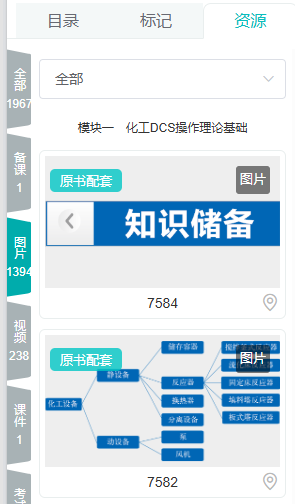 目录 标记 资源
全部
1967
备课
1
图片
1394
视频
238
课件
1
全部
模块一 化工DCS操作理论基础
原书配套 图片
知识储备
7584
原书配套 图片
储存容器
静设备
反应器
固定床反应器
化工设备
换热器
填料塔反应器
分离设备
板式塔反应器
动设备
泵
风机
7582